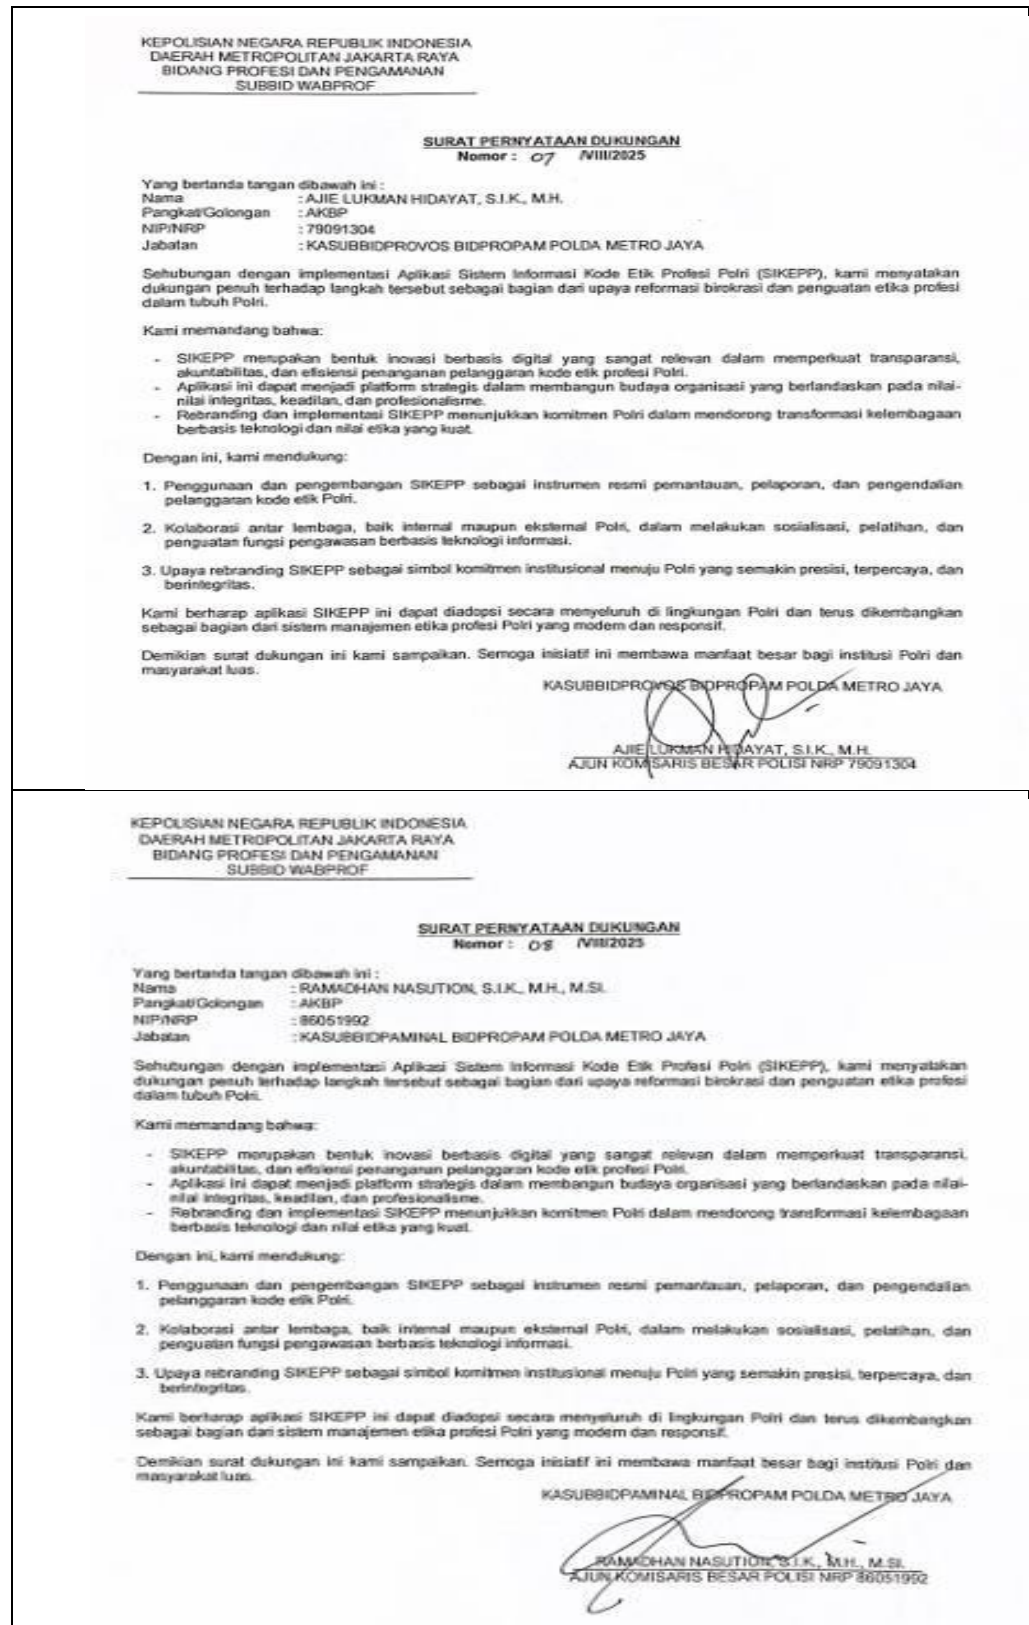 KEPOLISIAN NEGARA REPUBLIK INDONESIA
DAERAH METROPOLITAN JAKARTA RAYA
BIDANG PROFESI DAN PENGAMANAN
SUBBID WABPROF
SURAT PERNYATAAN DUKUNGAN
Nomor : 07 /VIII/2025
Yang bertanda tangan dibawah ini :
Nama : AJIE LUKMAN HIDAYAT, S.I.K., M.H.
Pangkat/Golongan : AKBP
NIP/NRP : 79091304
Jabatan : KASUBBIDPROVOS BIDPROPAM POLDA METRO JAYA
Sehubungan dengan implementasi Aplikasi Sistem Informasi Kode Etik Profesi Polri (SIKEPP), kami menyatakan
dukungan penuh terhadap langkah tersebut sebagai bagian dari upaya reformasi birokrasi dan penguatan etika profesi
dalam tubuh Polri.
Kami memandang bahwa:
- SIKEPP merupakan bentuk inovasi berbasis digital yang sangat relevan dalam memperkuat transparansi,
akuntabilitas, dan efisiensi penanganan pelanggaran kode etik profesi Polri.
- Aplikasi ini dapat menjadi platform strategis dalam membangun budaya organisasi yang berlandaskan pada nilai-
nilai integritas, keadilan, dan profesionalisme.
- Rebranding dan implementasi SIKEPP menunjukkan komitmen Polri dalam mendorong transformasi kelembagaan
berbasis teknologi dan nilai etika yang kuat.
Dengan ini, kami mendukung:
1. Penggunaan dan pengembangan SIKEPP sebagai instrumen resmi pemantauan, pelaporan, dan pengendalian
pelanggaran kode etik Polri.
2. Kolaborasi antar lembaga, baik internal maupun eksternal Polri, dalam melakukan sosialisasi, pelatihan, dan
penguatan fungsi pengawasan berbasis teknologi informasi.
3. Upaya rebranding SIKEPP sebagai simbol komitmen institusional menuju Polri yang semakin presisi, terpercaya, dan
berintegritas.
Kami berharap aplikasi SIKEPP ini dapat diadopsi secara menyeluruh di lingkungan Polri dan terus dikembangkan
sebagai bagian dari sistem manajemen etika profesi Polri yang modern dan responsif.
Demikian surat dukungan ini kami sampaikan. Semoga inisiatif ini membawa manfaat besar bagi institusi Polri dan
masyarakat luas.
KASUBBIDPROVOS BIDPROPAM POLDA METRO JAYA
AJIE LUKMAN HIDAYAT, S.I.K., M.H.
AJUN KOMISARIS BESAR POLISI NRP 79091304
KEPOLISIAN NEGARA REPUBLIK INDONESIA
DAERAH METROPOLITAN JAKARTA RAYA
BIDANG PROFESI DAN PENGAMANAN
SUBBID WABPROF
SURAT PERNYATAAN DUKUNGAN
Nomor : 08 /VIII/2025
Yang bertanda tangan dibawah ini :
Nama : RAMADHAN NASUTION, S.I.K., M.H., M.SI.
Pangkat/Golongan : AKBP
NIP/NRP : 86051992
Jabatan : KASUBBIDPAMINAL BIDPROPAM POLDA METRO JAYA
Sehubungan dengan implementasi Aplikasi Sistem Informasi Kode Etik Profesi Polri (SIKEPP), kami menyatakan
dukungan penuh terhadap langkah tersebut sebagai bagian dari upaya reformasi birokrasi dan penguatan etika profesi
dalam tubuh Polri.
Kami memandang bahwa:
- SIKEPP merupakan bentuk inovasi berbasis digital yang sangat relevan dalam memperkuat transparansi,
akuntabilitas, dan efisiensi penanganan pelanggaran kode etik profesi Polri.
- Aplikasi ini dapat menjadi platform strategis dalam membangun budaya organisasi yang berlandaskan pada nilai-
nilai integritas, keadilan, dan profesionalisme.
- Rebranding dan implementasi SIKEPP menunjukkan komitmen Polri dalam mendorong transformasi kelembagaan
berbasis teknologi dan nilai etika yang kuat.
Dengan ini, kami mendukung:
1. Penggunaan dan pengembangan SIKEPP sebagai instrumen resmi pemantauan, pelaporan, dan pengendalian
pelanggaran kode etik Polri.
2. Kolaborasi antar lembaga, baik internal maupun eksternal Polri, dalam melakukan sosialisasi, pelatihan, dan
penguatan fungsi pengawasan berbasis teknologi informasi.
3. Upaya rebranding SIKEPP sebagai simbol komitmen institusional menuju Polri yang semakin presisi, terpercaya, dan
berintegritas.
Kami berharap aplikasi SIKEPP ini dapat diadopsi secara menyeluruh di lingkungan Polri dan terus dikembangkan
sebagai bagian dari sistem manajemen etika profesi Polri yang modern dan responsif.
Demikian surat dukungan ini kami sampaikan. Semoga inisiatif ini membawa manfaat besar bagi institusi Polri dan
masyarakat luas.
KASUBBIDPAMINAL BIDPROPAM POLDA METRO JAYA
RAMADHAN NASUTION, S.I.K., M.H., M.SI.
AJUN KOMISARIS BESAR POLISI NRP 86051992